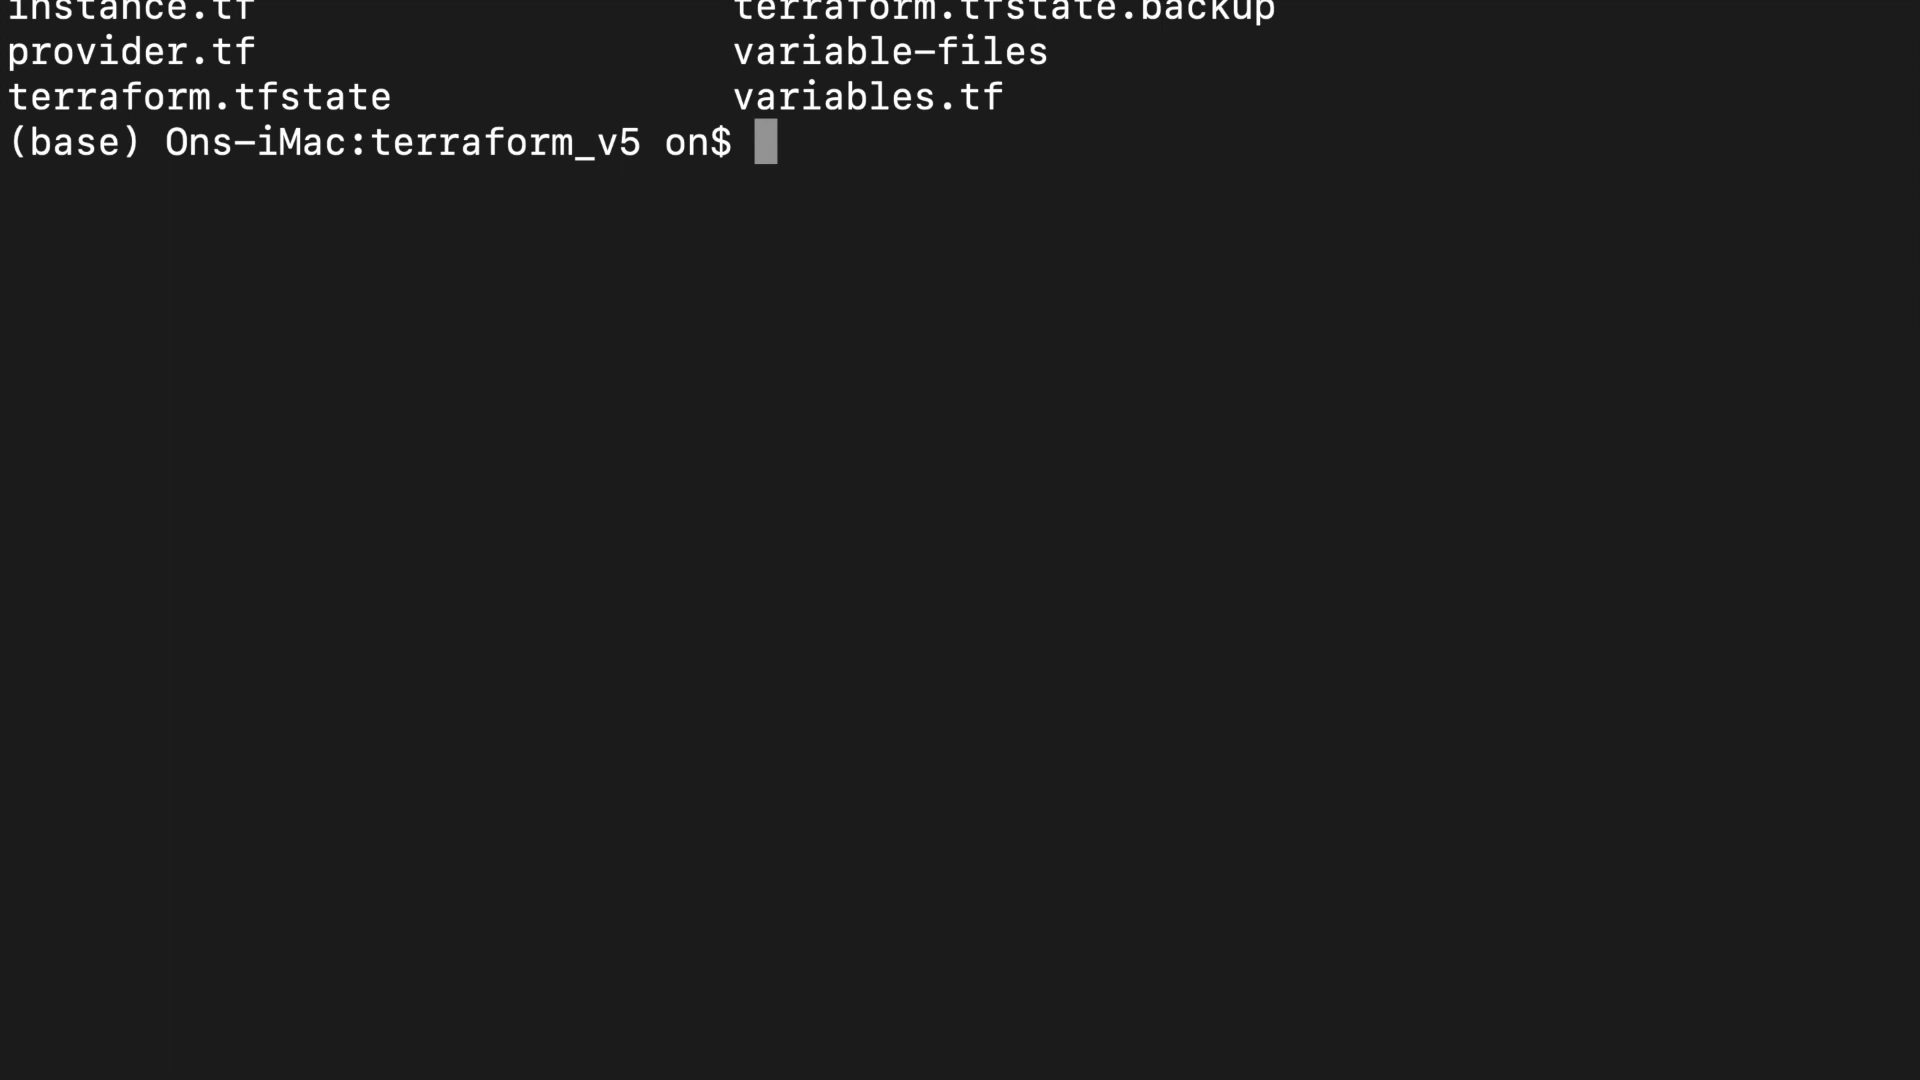 instance.tf terraform.tfstate.backup
provider.tf variable-files
terraform.tfstate variables.tf
(base) Ons-iMac:terraform_v5 on$